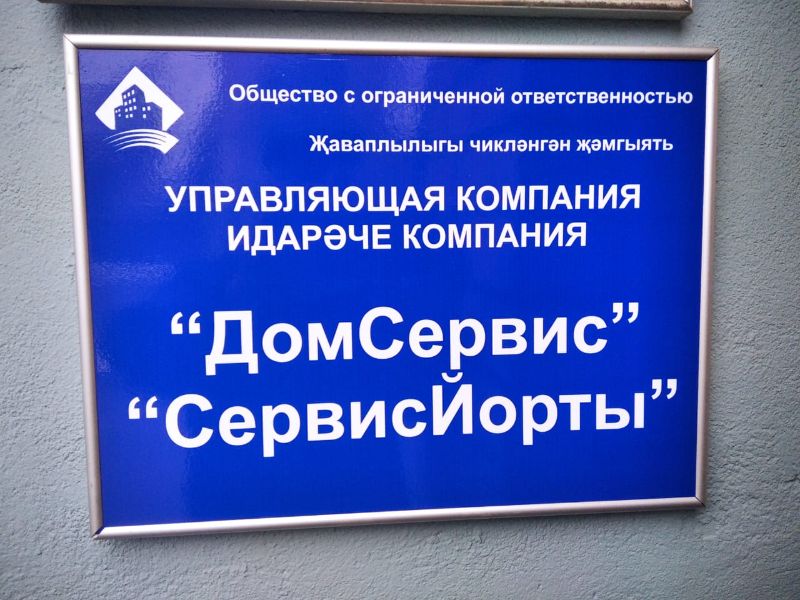 Общество с ограниченной ответственностью
Җаваплылыгы чикләнгән җәмгыять
УПРАВЛЯЮЩАЯ КОМПАНИЯ
ИДАРӘЧЕ КОМПАНИЯ
“ДомСервис”
“СервисЙорты”